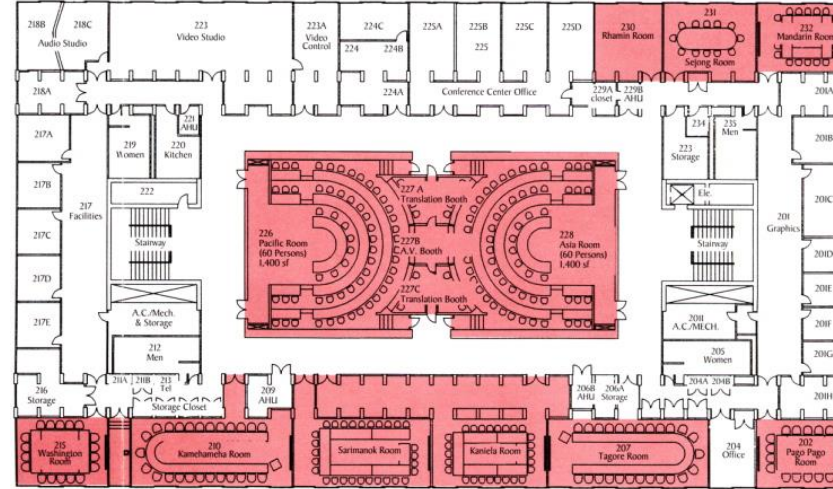 218B
218C
Audio Studio
223
Video Studio
223A
Video
Control
224C
224
224B
224A
225A
225B
225
225C
225D
Conference Center Office
230
Rhamin Room
231
Sejong Room
232
Mandarin Room
218A
229A
closet
229B
AHU
201A
217A
219
Women
221
AHU
220
Kitchen
234
223
Storage
235
Men
201B
217B
222
Ele.
201C
217
Facilities
227 A
Translation Booth
201
Graphics
217C
Stairway
226
Pacific Room
(60 Persons)
1,400 sf
227B
A.V. Booth
228
Asia Room
(60 Persons)
1,400 sf
Stairway
201D
217D
227C
Translation Booth
201E
217E
A.C./Mech.
& Storage
2011
A.C./MECH.
201F
212
Men
205
Women
201G
216
Storage
211A
211B
213
Tel
Storage Closet
209
AHU
206B
AHU
206A
Storage
204A
204B
201H
215
Washington
Room
210
Kamehameha Room
Sarimanok Room
Kaniela Room
207
Tagore Room
204
Office
202
Pago Pago
Room